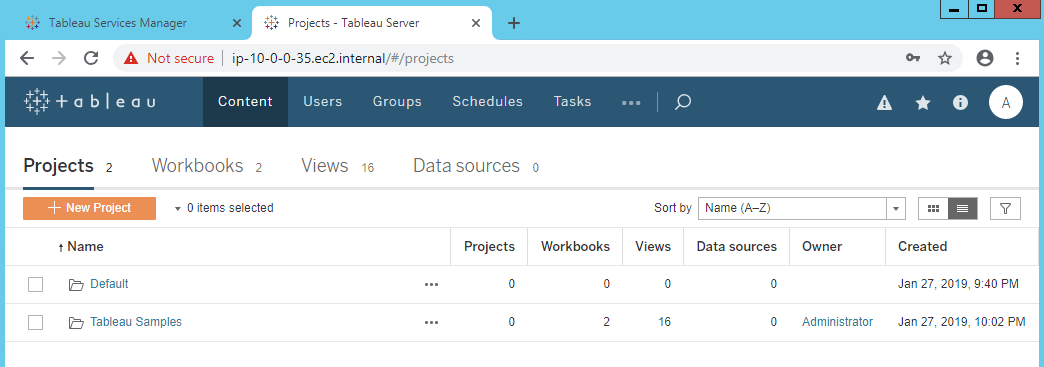 Tableau Services Manager Projects - Tableau Server
Not secure ip-10-0-0-35.ec2.internal/#/projects
+ a b | e a u Content Users Groups Schedules Tasks A
Projects 2 Workbooks 2 Views 16 Data sources 0
New Project 0 items selected Sort by Name (A–Z)
Name Projects Workbooks Views Data sources Owner Created
Default 0 0 0 0 Jan 27, 2019, 9:40 PM
Tableau Samples 0 2 16 0 Administrator Jan 27, 2019, 10:02 PM